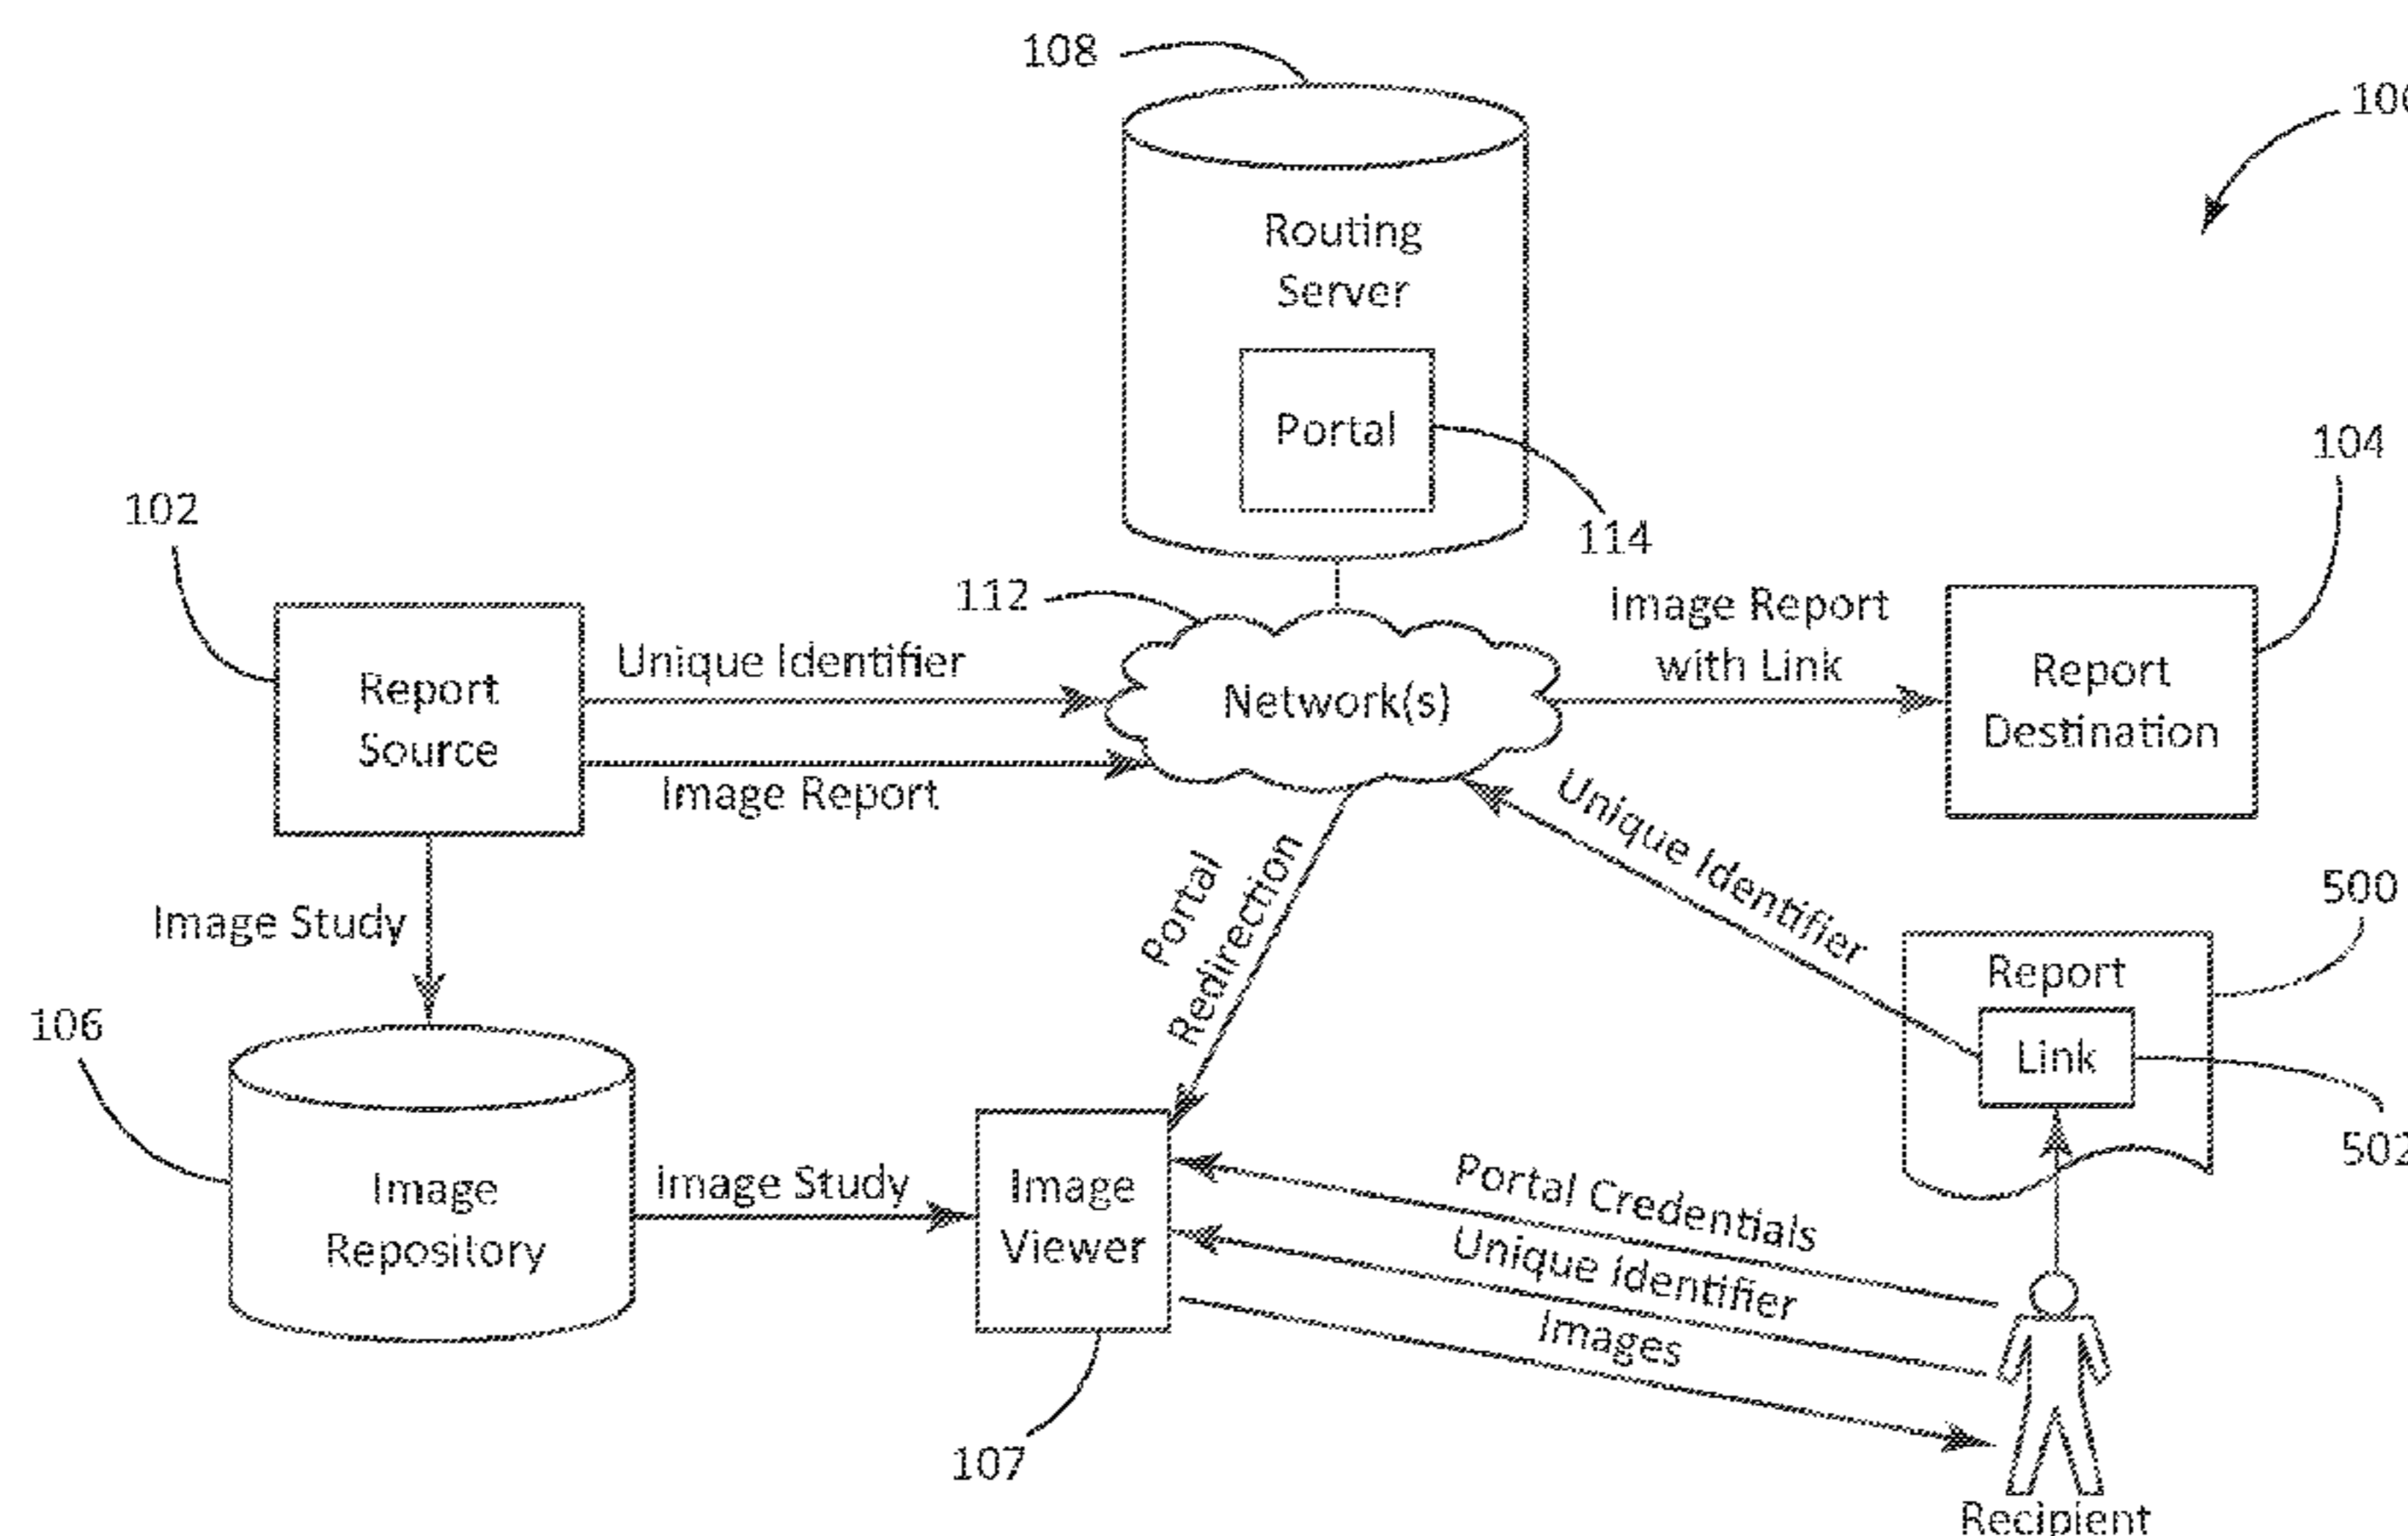 108
100
Routing
Server
Portal
104
114
102
112
Image Report
with Link
Unique Identifier
Report
Source
Network(s)
Report
Destination
Image Report
Unique Identifier
Portal
Redirection
Image Study
500
Report
Link
106
502
Image
Repository
Image Study
Image
Viewer
Portal Credentials
Unique Identifier
Images
107
Recipient